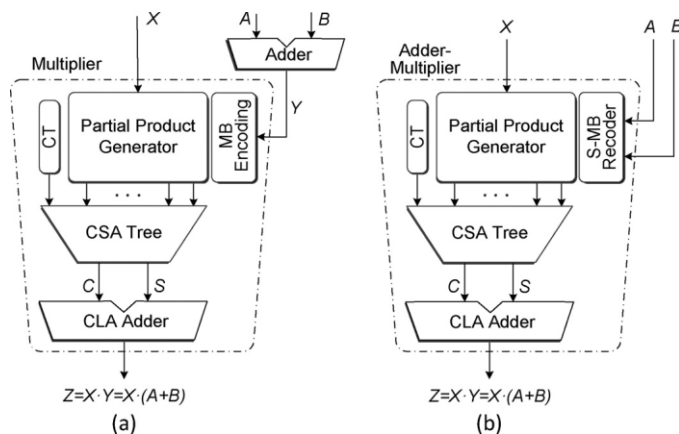 X
A
B
Adder
Multiplier
Y
CT
Partial Product
Generator
MB
Encoding
. . .
CSA Tree
C
S
CLA Adder
Z=X·Y=X·(A+B)
(a)
A
B
X
Adder-
Multiplier
CT
Partial Product
Generator
S-MB
Recoder
. . .
CSA Tree
C
S
CLA Adder
Z=X·Y=X·(A+B)
(b)